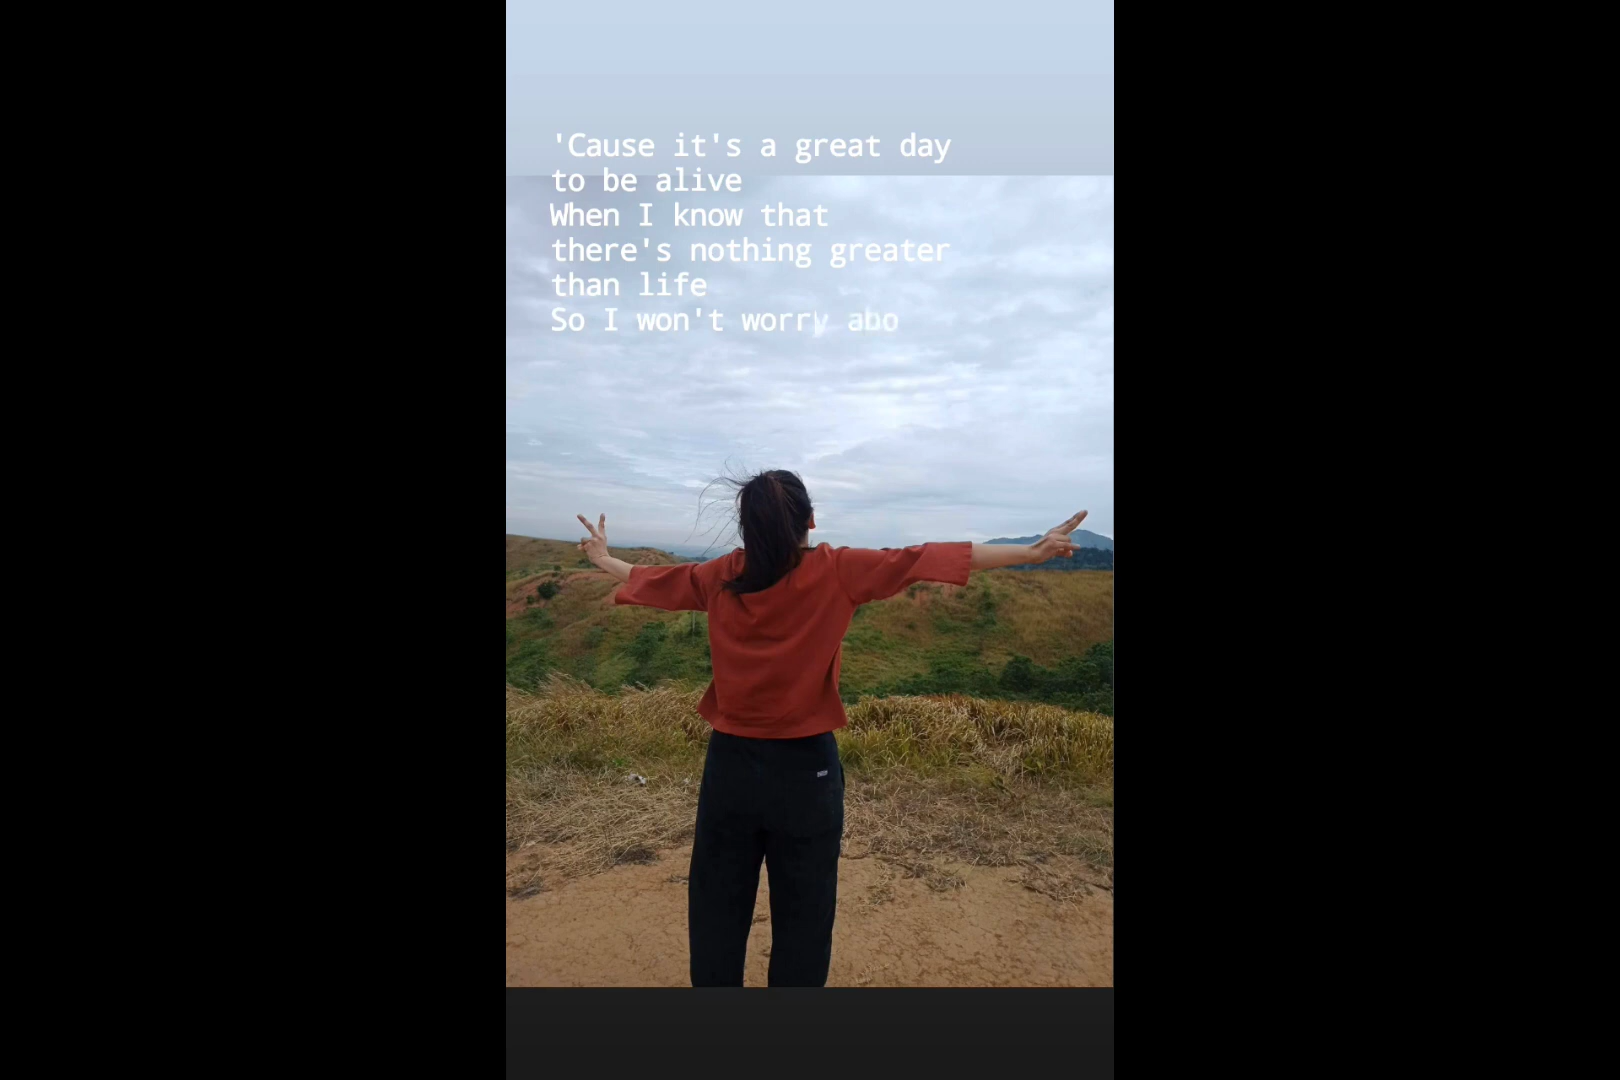 'Cause it's a great day
to be alive
When I know that
there's nothing greater
than life
So I won't worry abo